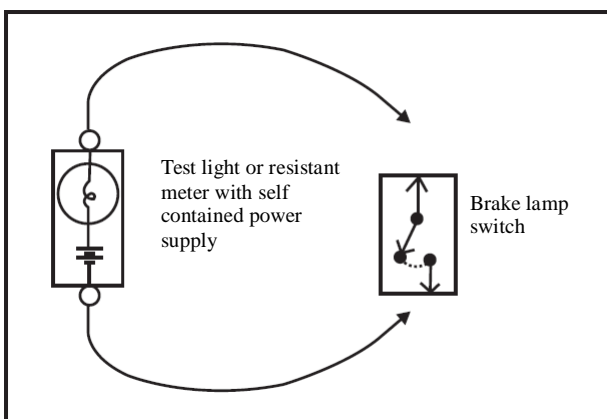 Test light or resistant
meter with self
contained power
supply
Brake lamp
switch